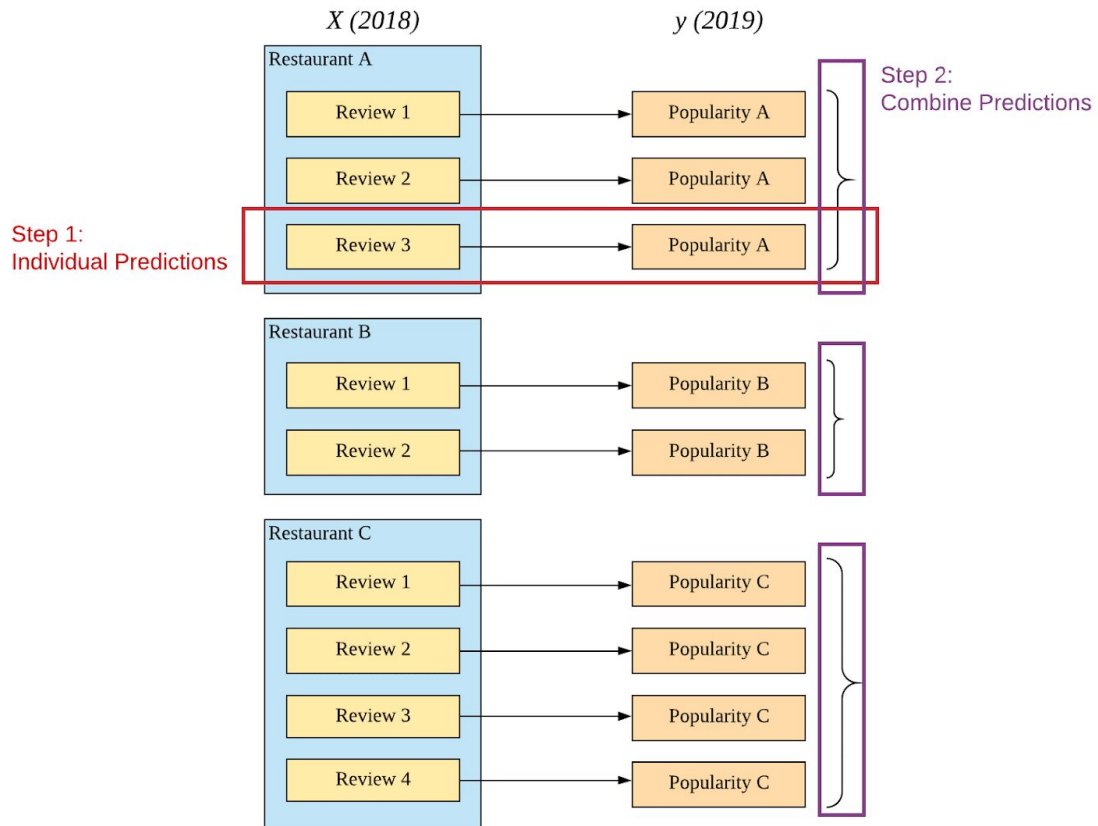 X (2018)
y (2019)
Restaurant A
Review 1
Popularity A
Review 2
Popularity A
Review 3
Popularity A
Step 1:
Individual Predictions
Step 2:
Combine Predictions
Restaurant B
Review 1
Popularity B
Review 2
Popularity B
Restaurant C
Review 1
Popularity C
Review 2
Popularity C
Review 3
Popularity C
Review 4
Popularity C